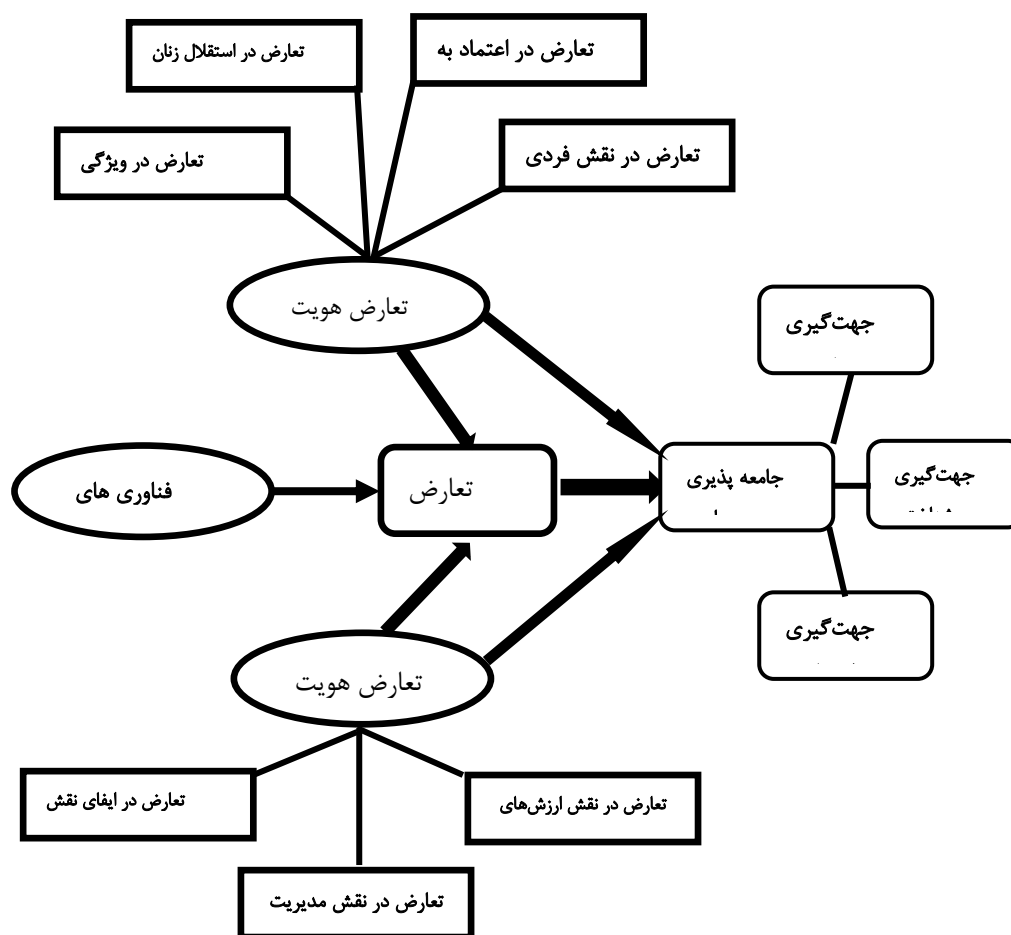 تعارض در استقلال زنان
تعارض در اعتماد به
تعارض در ویژگی
تعارض در نقش فردی
تعارض هویت
جهت‌گیری
فناوری های
تعارض
جامعه پذیری
جهت‌گیری
جهت‌گیری
تعارض هویت
تعارض در ایفای نقش
تعارض در نقش ارزش‌های
تعارض در نقش مدیریت